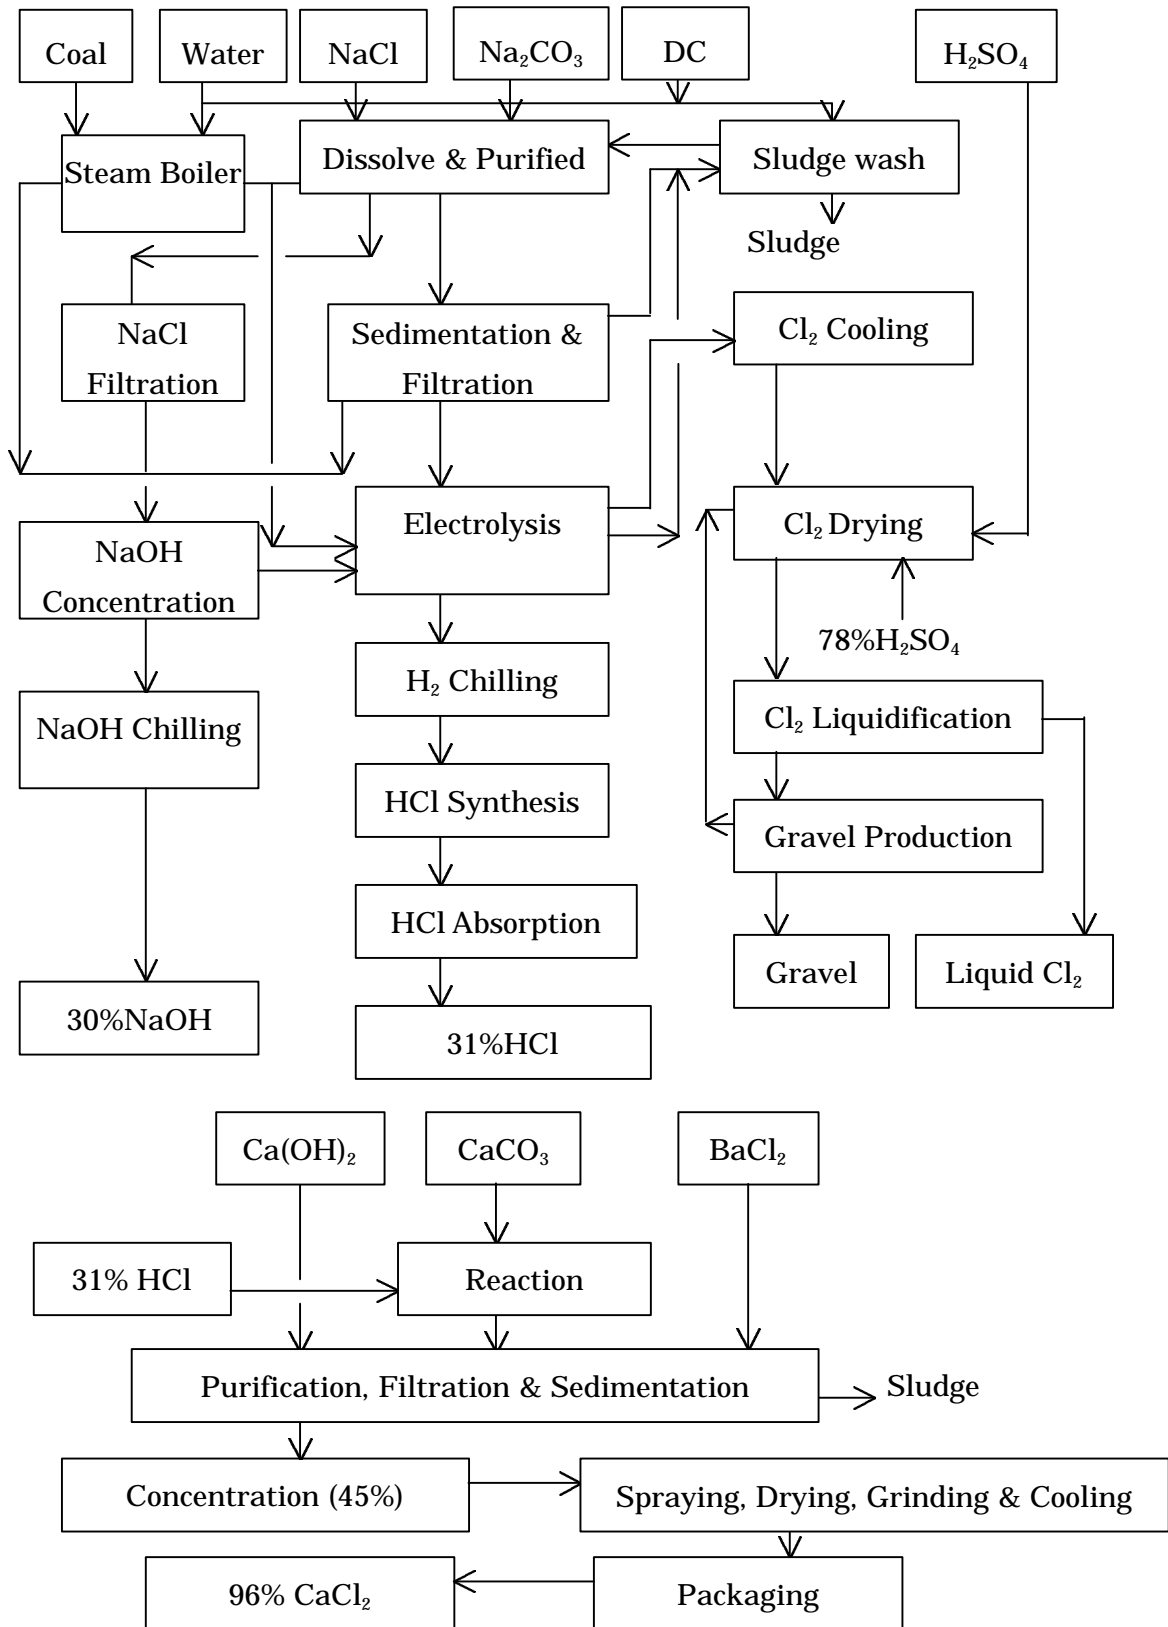 Coal
Water
NaCl
Na₂CO₃
DC
H₂SO₄
Steam Boiler
Dissolve & Purified
Sludge wash
Sludge
NaCl
Filtration
Sedimentation &
Filtration
Cl₂ Cooling
NaOH
Concentration
Electrolysis
Cl₂ Drying
78%H₂SO₄
NaOH Chilling
H₂ Chilling
Cl₂ Liquidification
HCl Synthesis
Gravel Production
HCl Absorption
Gravel
Liquid Cl₂
30%NaOH
31%HCl
Ca(OH)₂
CaCO₃
BaCl₂
31% HCl
Reaction
Purification, Filtration & Sedimentation
Sludge
Concentration (45%)
Spraying, Drying, Grinding & Cooling
96% CaCl₂
Packaging